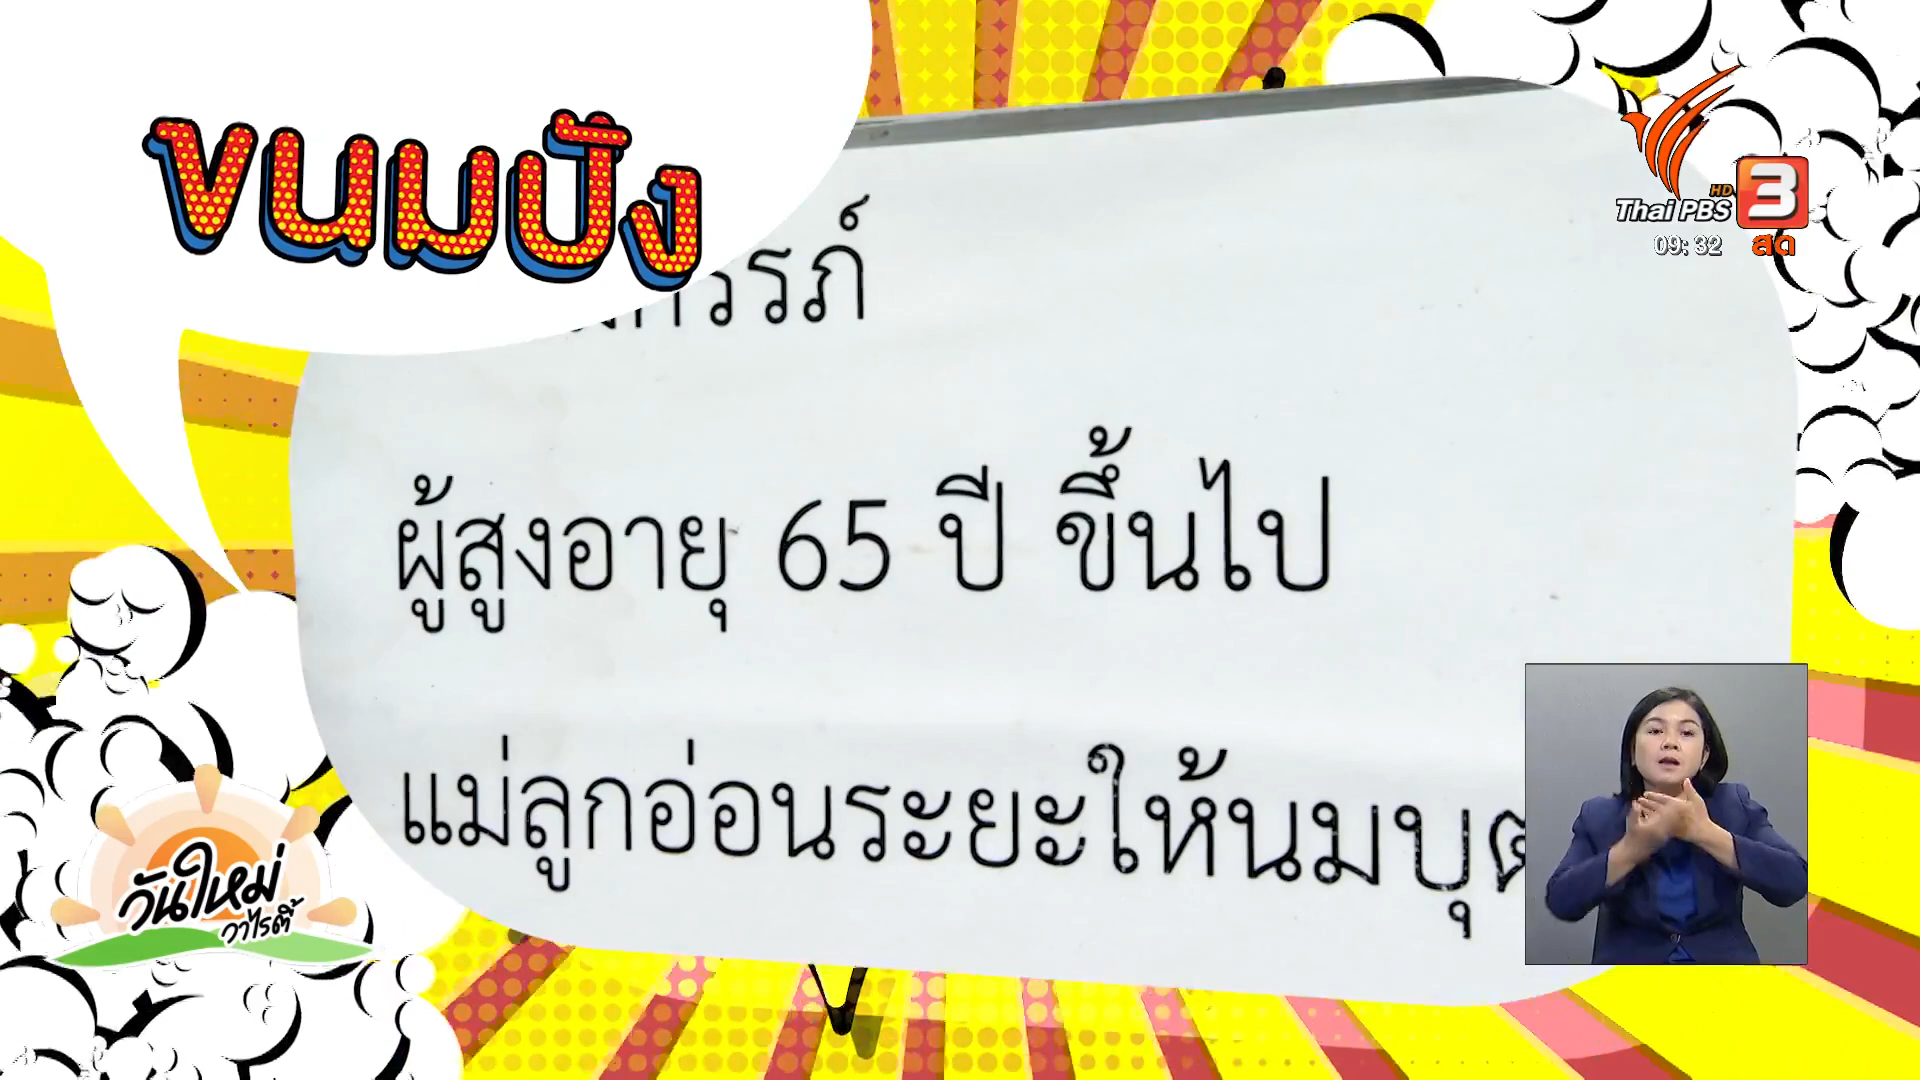 ขนมปัง
HD
Thai PBS 3
09:32 สด
ผู้สูงอายุ 65 ปี ขึ้นไป
แม่ลูกอ่อนระยะให้นมบุต
วันใหม่
วาไรตี้